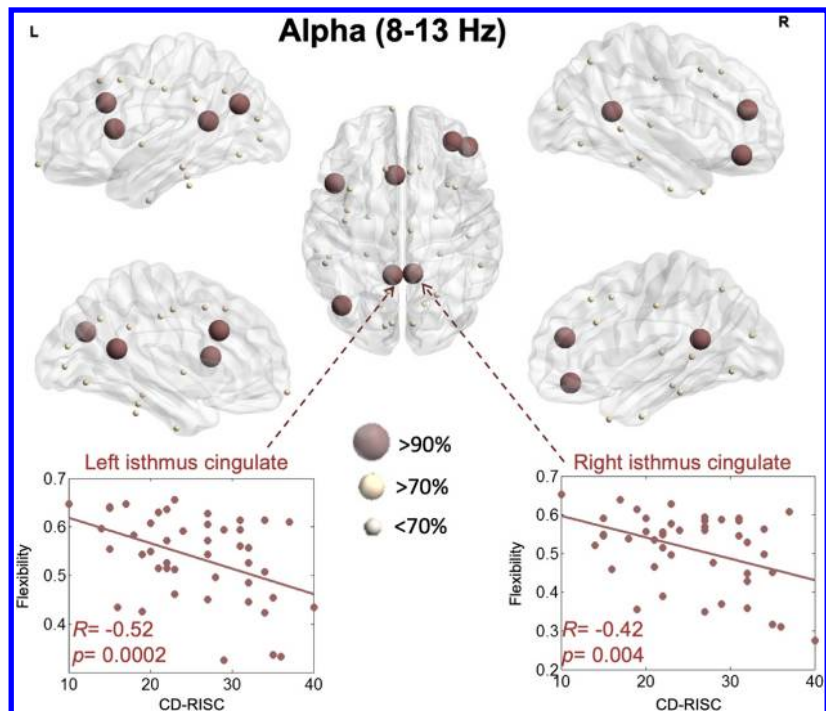 L
Alpha (8-13 Hz)
R
>90%
>70%
<70%
Left isthmus cingulate
0.7
0.6
0.5
0.4
Flexibility
R= -0.52
p= 0.0002
10
20
30
40
CD-RISC
Right isthmus cingulate
0.7
0.6
0.5
0.4
0.3
0.2
Flexibility
R= -0.42
p= 0.004
10
20
30
40
CD-RISC